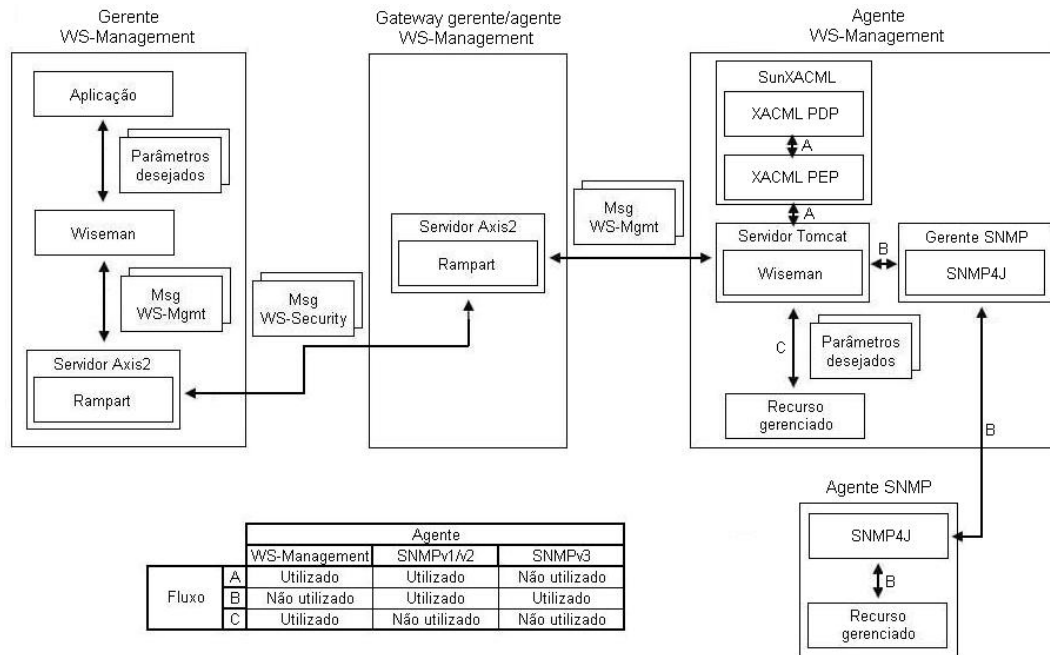 Gerente
WS-Management
Aplicação
Parâmetros
desejados
Wiseman
Msg
WS-Mgmt
Servidor Axis2
Rampart
Msg
WS-Security
Gateway gerente/agente
WS-Management
Servidor Axis2
Rampart
Msg
WS-Mgmt
Agente
WS-Management
SunXACML
XACML PDP
A
XACML PEP
A
Servidor Tomcat
Wiseman
B
Gerente SNMP
SNMP4J
C
Parâmetros
desejados
Recurso
gerenciado
B
Agente SNMP
SNMP4J
B
Recurso
gerenciado
Agente
WS-Management SNMPv1/v2 SNMPv3
Fluxo
A Utilizado Utilizado Não utilizado
B Não utilizado Utilizado Utilizado
C Utilizado Não utilizado Não utilizado